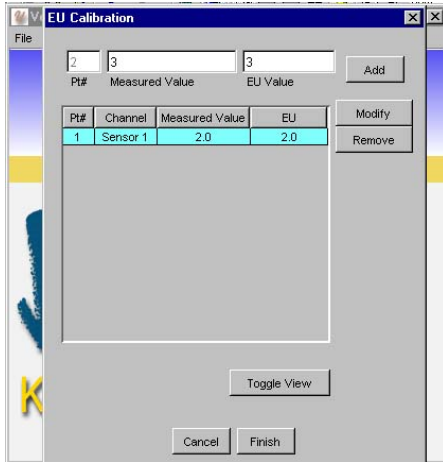 EU Calibration
File
2 3 3 Add
Pt# Measured Value EU Value
Pt# Channel Measured Value EU Modify
1 Sensor 1 2.0 2.0 Remove
Toggle View
K
Cancel Finish